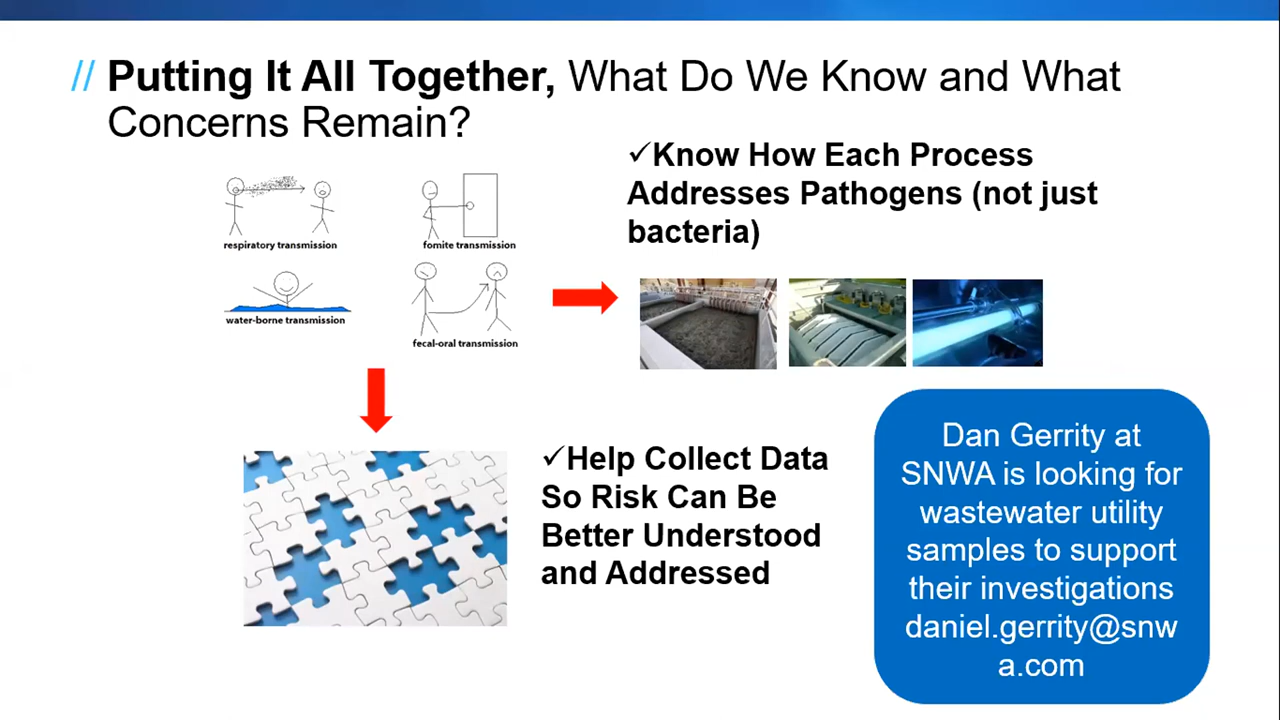 // Putting It All Together, What Do We Know and What
Concerns Remain?
✓Know How Each Process
Addresses Pathogens (not just
bacteria)
respiratory transmission
fomite transmission
water-borne transmission
fecal-oral transmission
✓Help Collect Data
So Risk Can Be
Better Understood
and Addressed
Dan Gerrity at
SNWA is looking for
wastewater utility
samples to support
their investigations
daniel.gerrity@snw
a.com